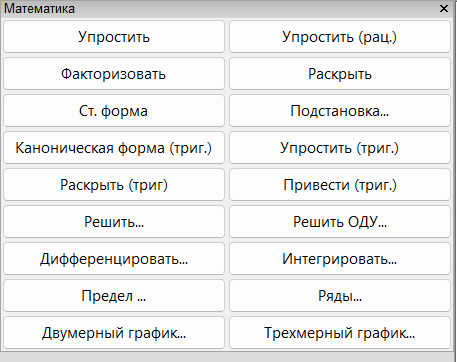 Математика
Упростить Упростить (рац.)
Факторизовать Раскрыть
Ст. форма Подстановка...
Каноническая форма (триг.) Упростить (триг.)
Раскрыть (триг) Привести (триг.)
Решить... Решить ОДУ...
Дифференцировать... Интегрировать...
Предел ... Ряды...
Двумерный график... Трехмерный график...